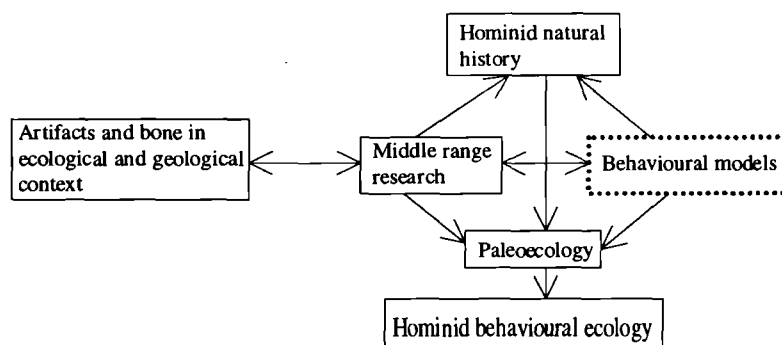 Hominid natural
history
Artifacts and bone in
ecological and geological
context
Middle range
research
Behavioural models
Paleoecology
Hominid behavioural ecology